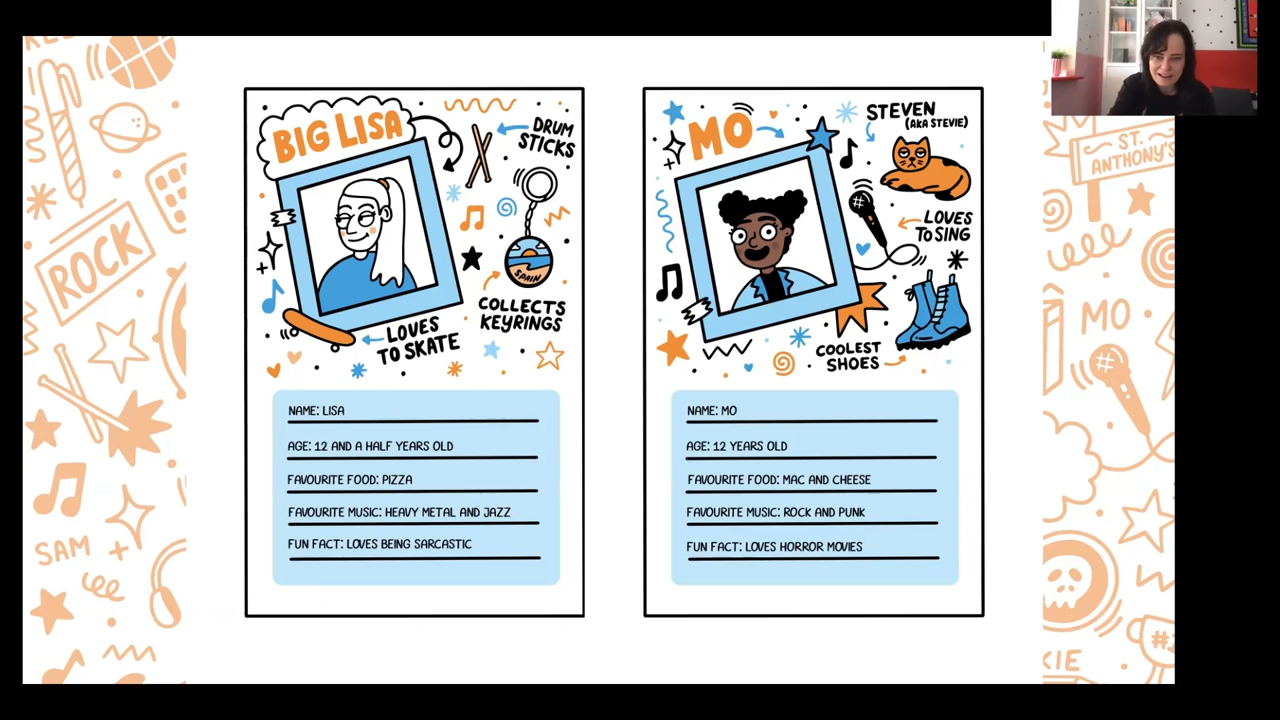 ROCK
SAM
BIG LISA
DRUM
STICKS
SPAIN
COLLECTS
KEYRINGS
LOVES
TO SKATE
NAME: LISA
AGE: 12 AND A HALF YEARS OLD
FAVOURITE FOOD: PIZZA
FAVOURITE MUSIC: HEAVY METAL AND JAZZ
FUN FACT: LOVES BEING SARCASTIC
MO
STEVEN
(AKA STEVIE)
LOVES
TO SING
COOLEST
SHOES
NAME: MO
AGE: 12 YEARS OLD
FAVOURITE FOOD: MAC AND CHEESE
FAVOURITE MUSIC: ROCK AND PUNK
FUN FACT: LOVES HORROR MOVIES
ST.
ANTHONY'S
MO
#
#1
KIE